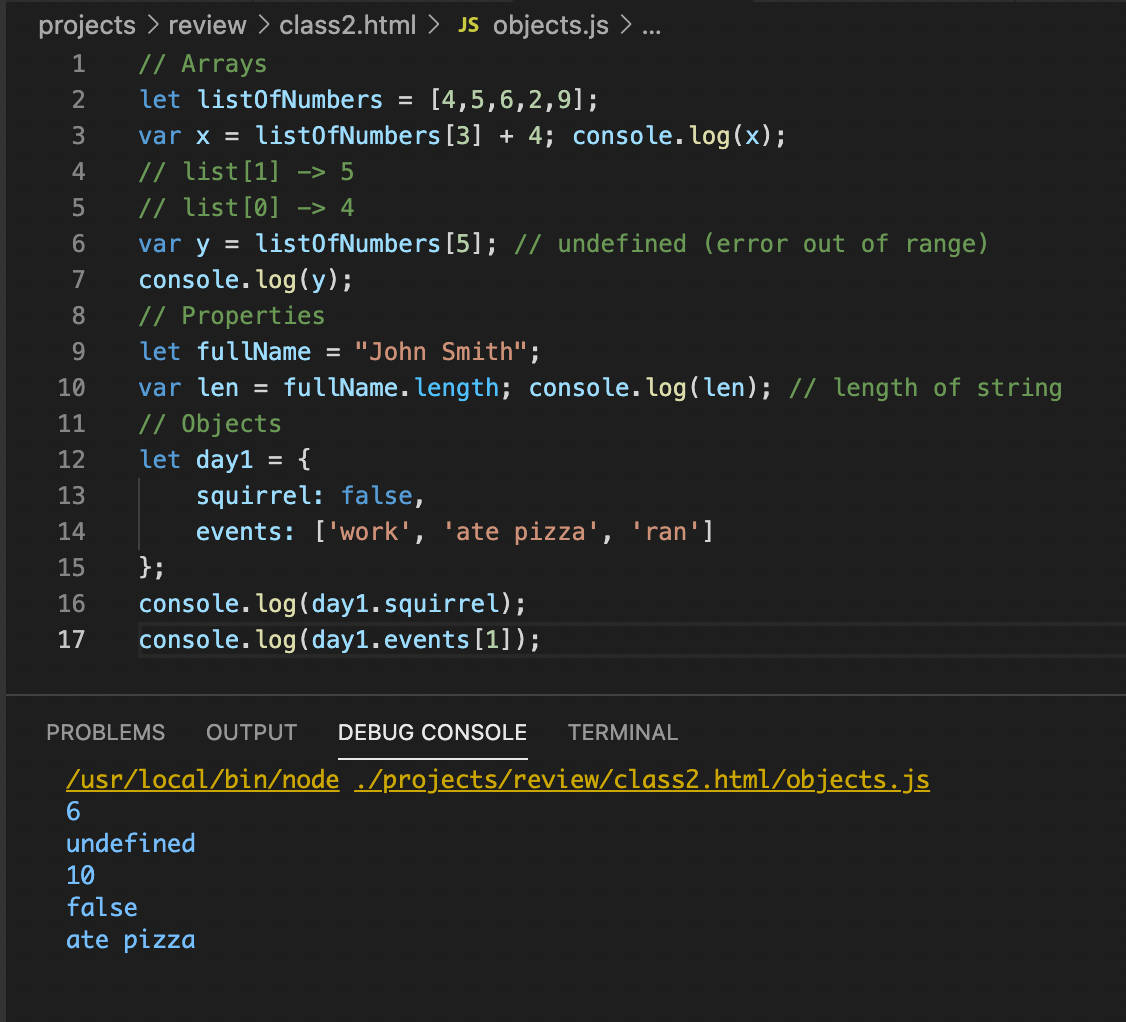 projects > review > class2.html > JS objects.js > ...
1 // Arrays
2 let listOfNumbers = [4,5,6,2,9];
3 var x = listOfNumbers[3] + 4; console.log(x);
4 // list[1] -> 5
5 // list[0] -> 4
6 var y = listOfNumbers[5]; // undefined (error out of range)
7 console.log(y);
8 // Properties
9 let fullName = "John Smith";
10 var len = fullName.length; console.log(len); // length of string
11 // Objects
12 let day1 = {
13     squirrel: false,
14     events: ['work', 'ate pizza', 'ran']
15 };
16 console.log(day1.squirrel);
17 console.log(day1.events[1]);
PROBLEMS OUTPUT DEBUG CONSOLE TERMINAL
/usr/local/bin/node ./projects/review/class2.html/objects.js
6
undefined
10
false
ate pizza